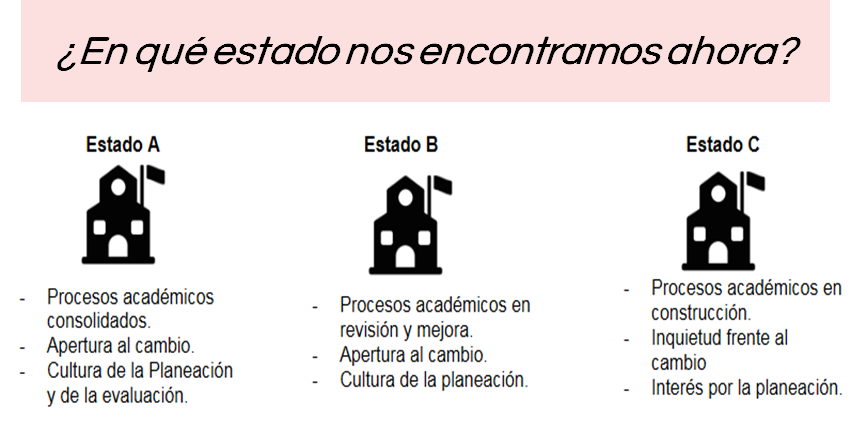 ¿En qué estado nos encontramos ahora?
Estado A
- Procesos académicos
consolidados.
- Apertura al cambio.
- Cultura de la Planeación
y de la evaluación.
Estado B
- Procesos académicos en
revisión y mejora.
- Apertura al cambio.
- Cultura de la planeación.
Estado C
- Procesos académicos en
construcción.
- Inquietud frente al
cambio
- Interés por la planeación.